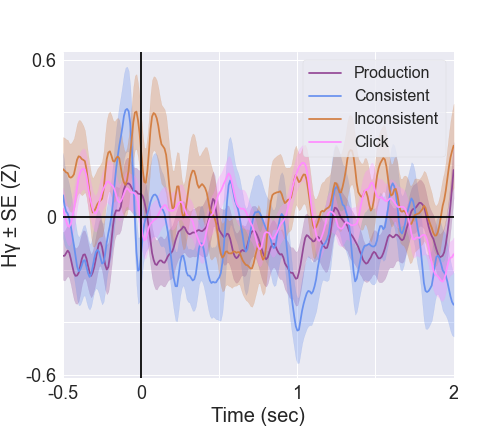 0.6
Production
Consistent
Inconsistent
Click
Hγ ± SE (Z)
0
-0.6
-0.5 0 1 2
Time (sec)